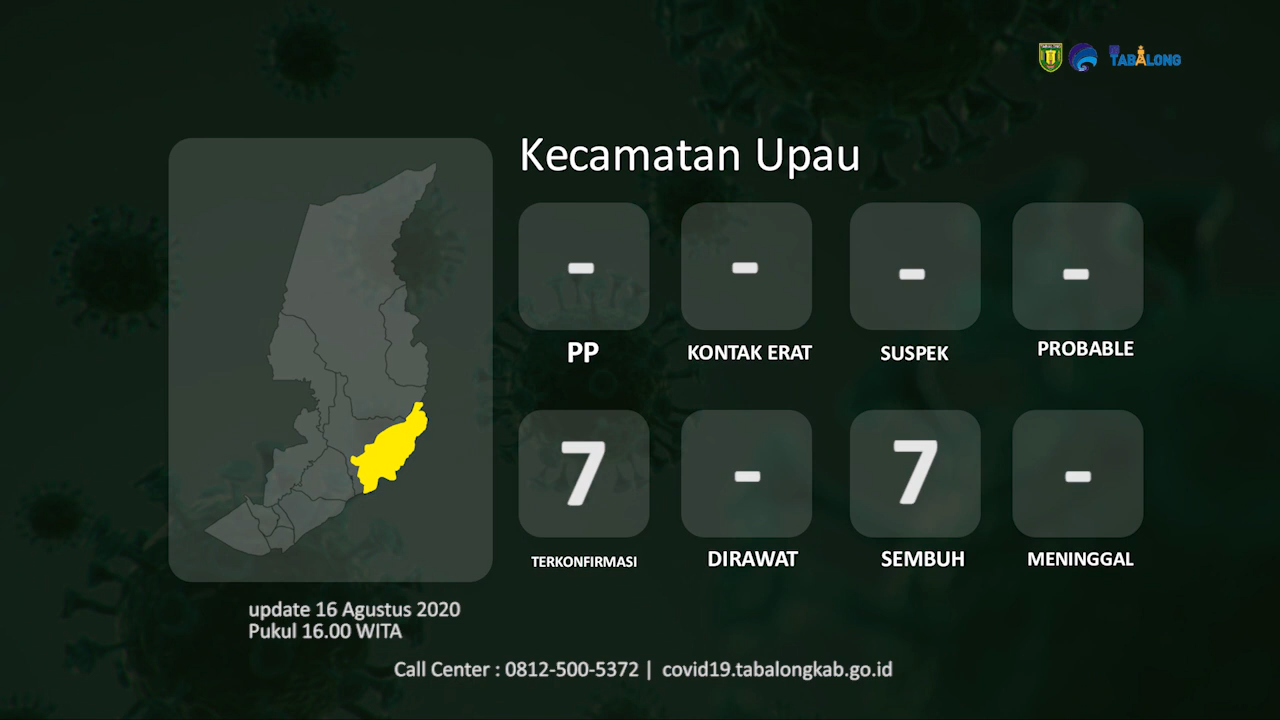 TABALONG
Kecamatan Upau
- - - -
PP KONTAK ERAT SUSPEK PROBABLE
7 - 7 -
TERKONFIRMASI DIRAWAT SEMBUH MENINGGAL
update 16 Agustus 2020
Pukul 16.00 WITA
Call Center : 0812-500-5372 | covid19.tabalongkab.go.id